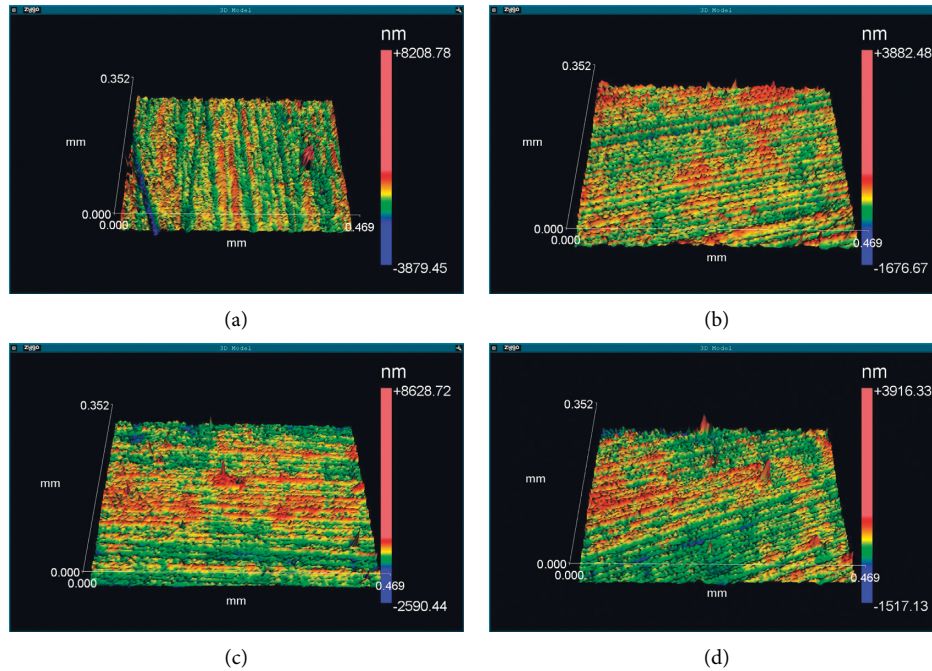 zygo
3D Model
nm
+8208.78
0.352
mm
0.000
0.000
0.469
mm
-3879.45
(a)
zygo
3D Model
nm
+3882.48
0.352
mm
0.000
0.000
0.469
mm
-1676.67
(b)
zygo
3D Model
nm
+8628.72
0.352
mm
0.000
0.000
0.469
mm
-2590.44
(c)
zygo
3D Model
nm
+3916.33
0.352
mm
0.000
0.000
0.469
mm
-1517.13
(d)